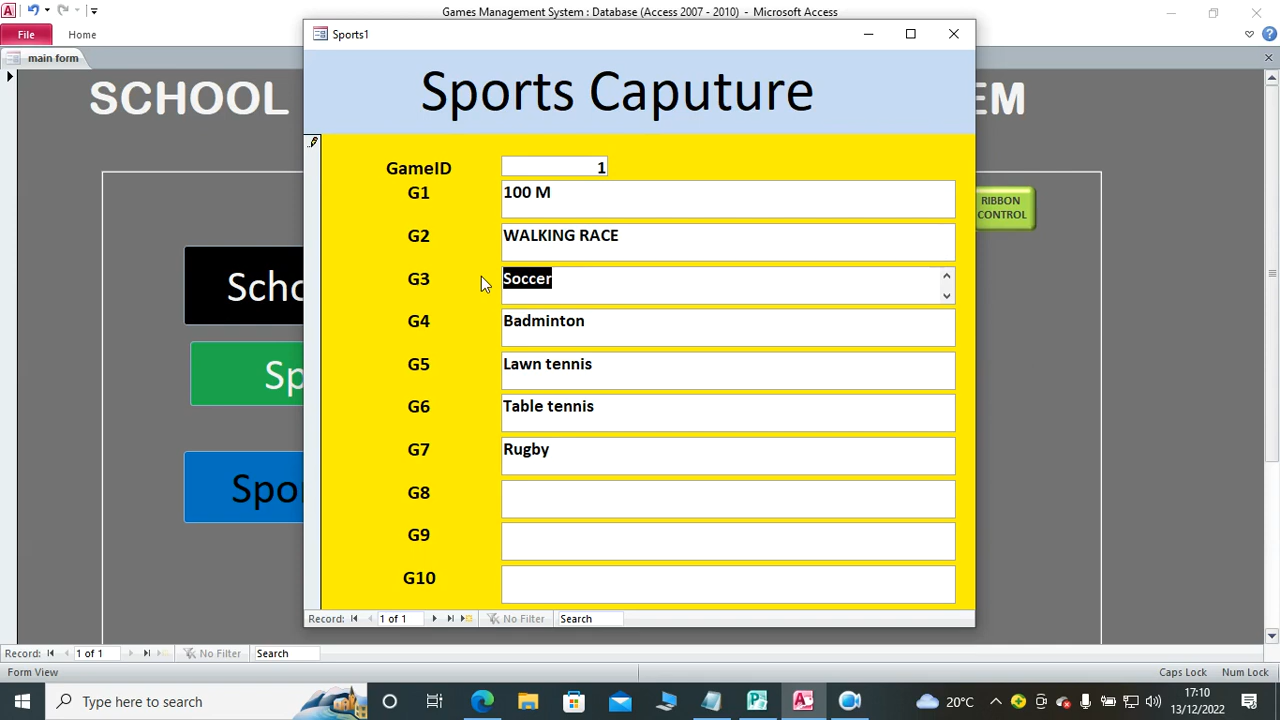 Games Management System : Database (Access 2007 - 2010) - Microsoft Access
File
Home
main form
Sports1
SCHOOL
EM
Sports Caputure
GameID
1
G1
100 M
G2
WALKING RACE
G3
Soccer
G4
Badminton
G5
Lawn tennis
G6
Table tennis
G7
Rugby
G8
G9
G10
RIBBON
CONTROL
Scho
Sp
Spor
Record:
1 of 1
No Filter
Search
Record:
1 of 1
No Filter
Search
Form View
Caps Lock
Num Lock
Type here to search
20°C
17:10
13/12/2022